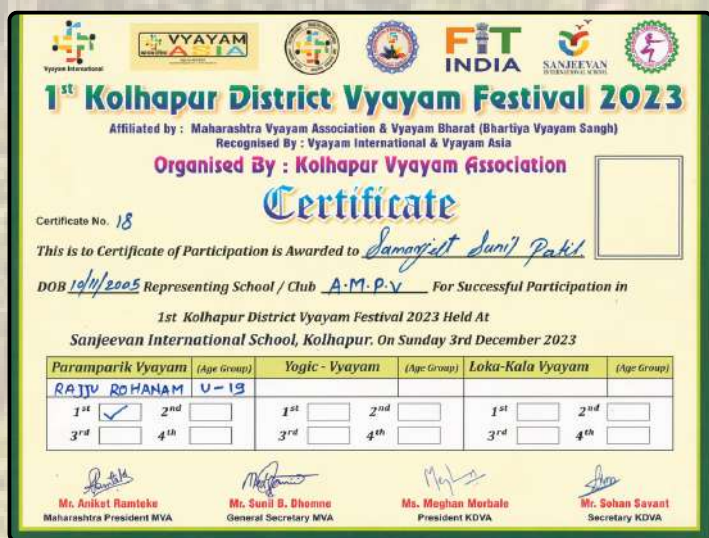 Vyayam International
VYAYAM
ASIA
FIT
INDIA
SANJEEVAN
INTERNATIONAL SCHOOL
1st Kolhapur District Vyayam Festival 2023
Affiliated by : Maharashtra Vyayam Association & Vyayam Bharat (Bhartiya Vyayam Sangh)
Recognised By : Vyayam International & Vyayam Asia
Organised By : Kolhapur Vyayam Association
Certificate
Certificate No. 18
This is to Certificate of Participation is Awarded to Samarjeet Sunil Patil.
DOB 10/11/2005 Representing School / Club A.M.P.V For Successful Participation in
1st Kolhapur District Vyayam Festival 2023 Held At
Sanjeevan International School, Kolhapur. On Sunday 3rd December 2023
Paramparik Vyayam (Age Group) Yogic - Vyayam (Age Group) Loka-Kala Vyayam (Age Group)
RAJJU ROHANAM U-19
1st ✓ 2nd 1st 2nd 1st 2nd
3rd 4th 3rd 4th 3rd 4th
Mr. Aniket Ramteke Mr. Sunil B. Dhomne Ms. Meghan Morbale Mr. Sohan Savant
Maharashtra President MVA General Secretary MVA President KDVA Secretary KDVA